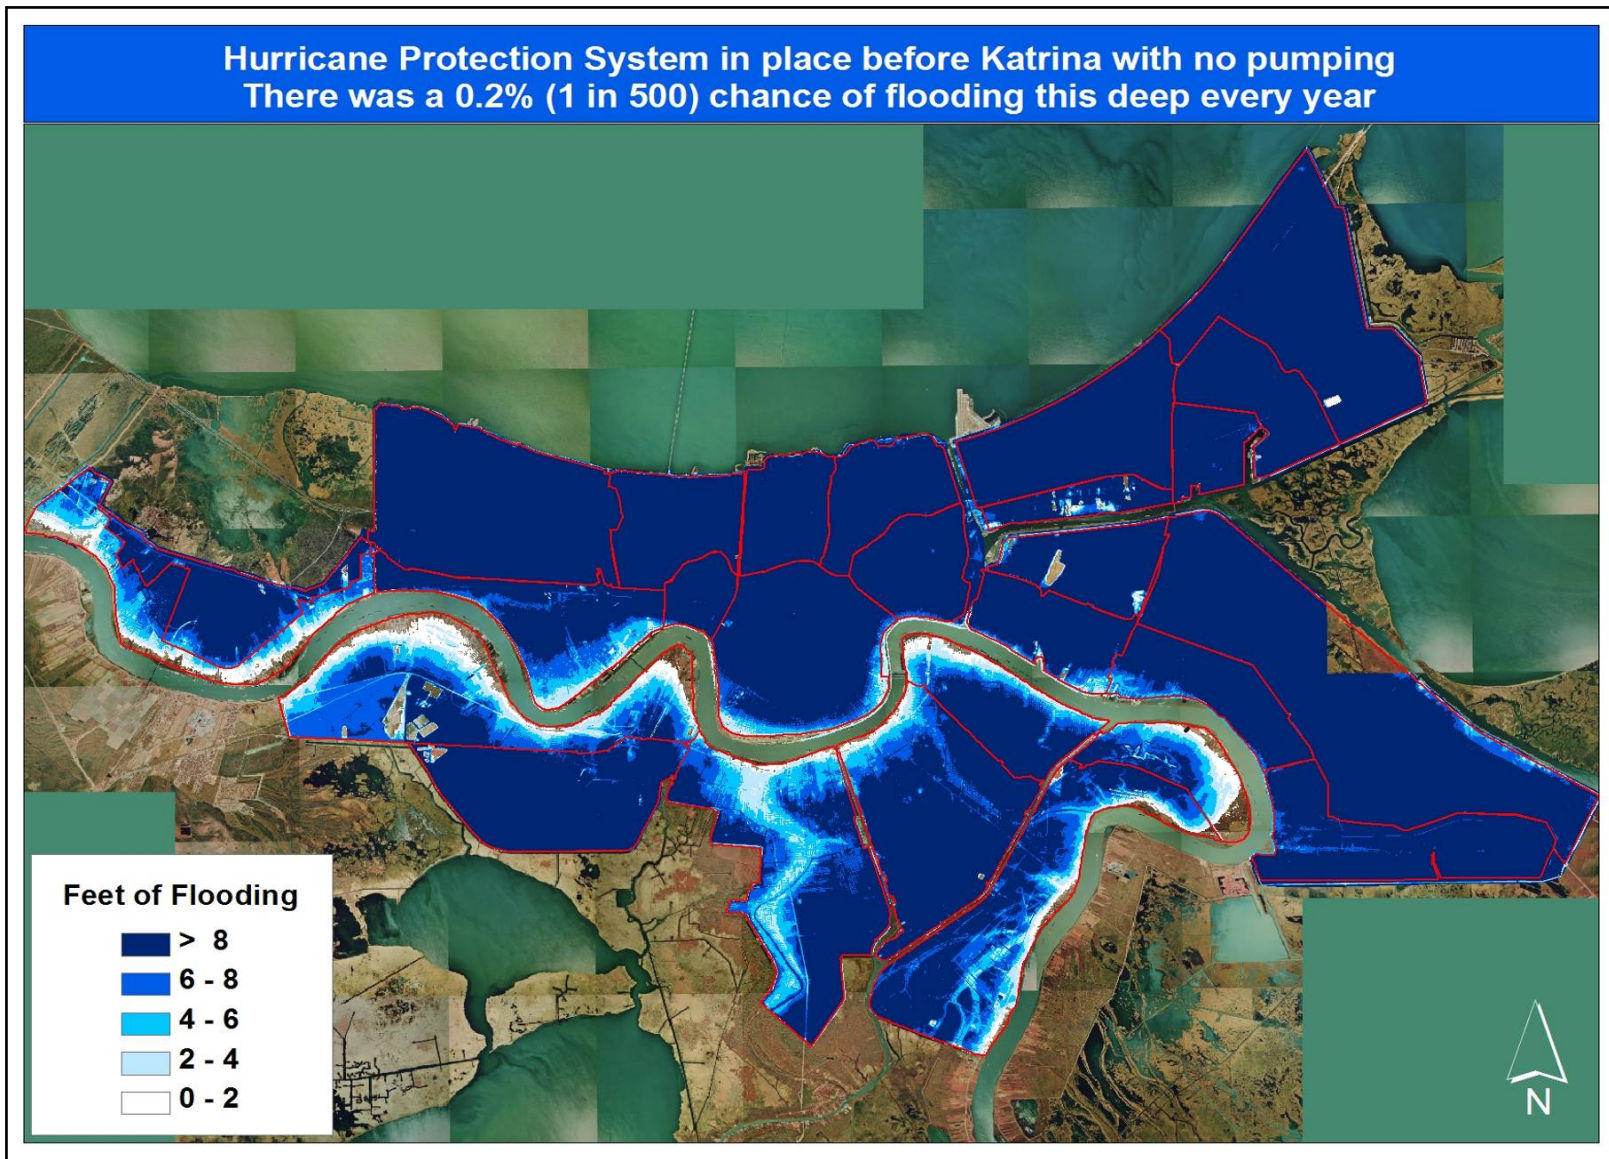 Hurricane Protection System in place before Katrina with no pumping
There was a 0.2% (1 in 500) chance of flooding this deep every year
Feet of Flooding
> 8
6 - 8
4 - 6
2 - 4
0 - 2
N